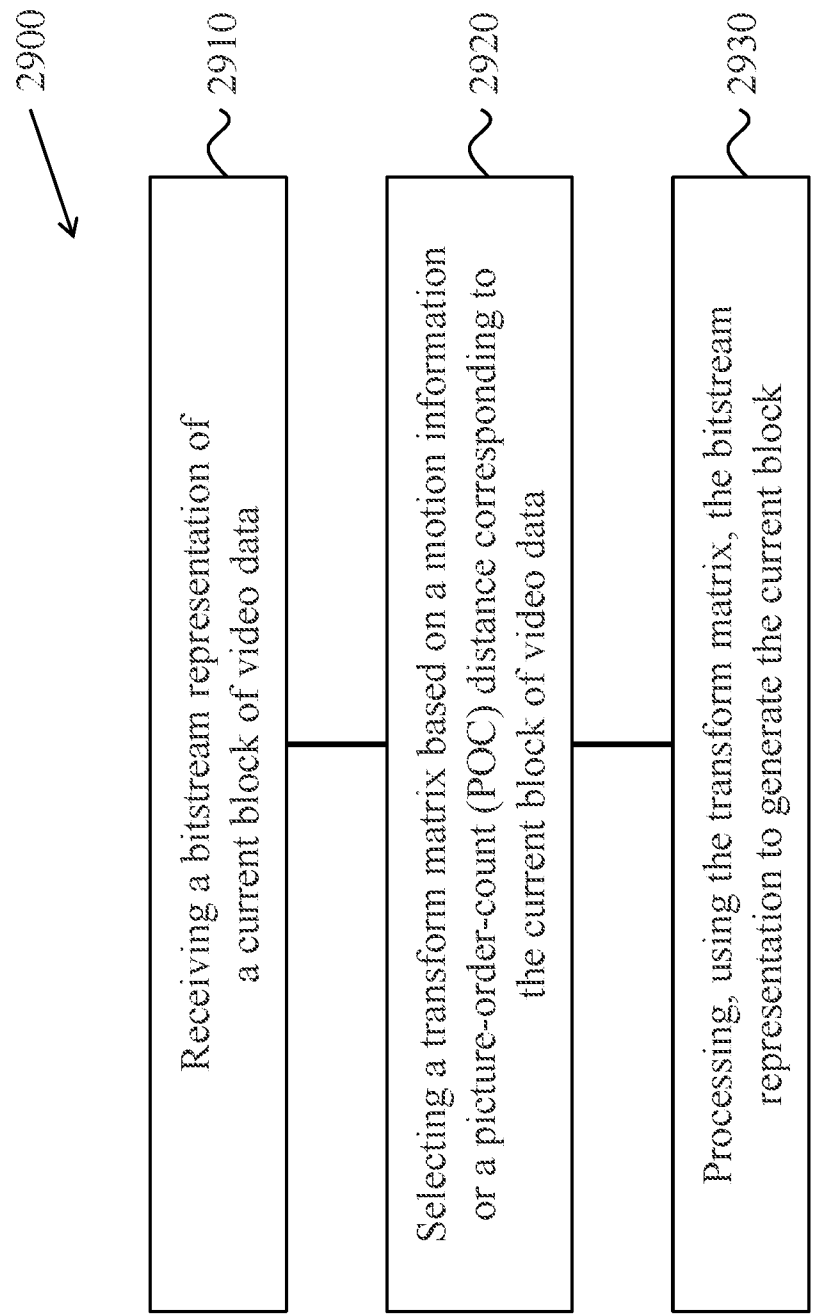 2900
Receiving a bitstream representation of
a current block of video data
2910
Selecting a transform matrix based on a motion information
or a picture-order-count (POC) distance corresponding to
the current block of video data
2920
Processing, using the transform matrix, the bitstream
representation to generate the current block
2930